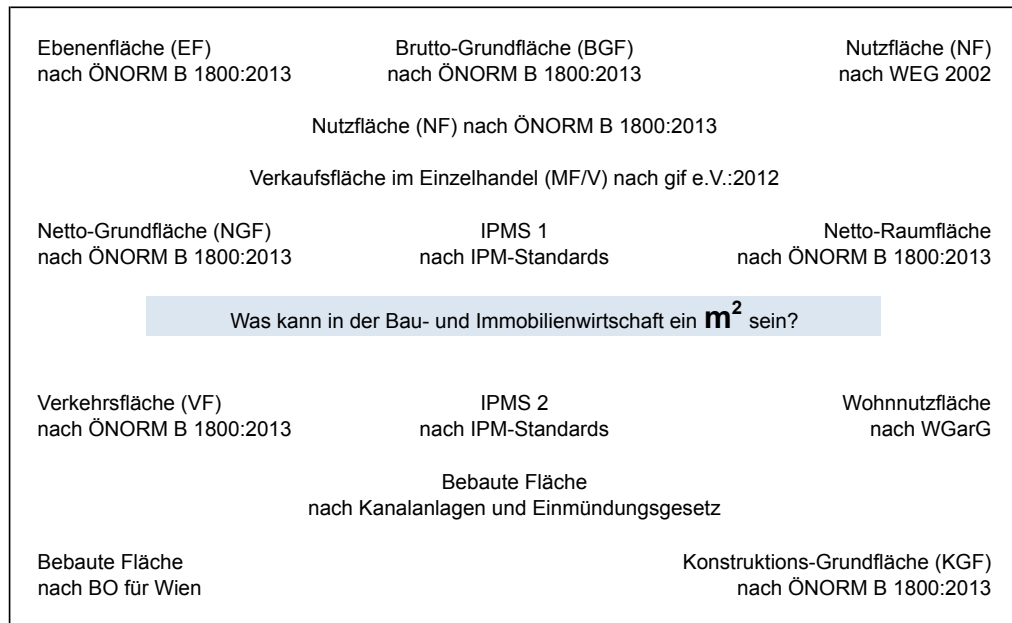 Ebenenfläche (EF) Brutto-Grundfläche (BGF) Nutzfläche (NF)
nach ÖNORM B 1800:2013 nach ÖNORM B 1800:2013 nach WEG 2002
Nutzfläche (NF) nach ÖNORM B 1800:2013
Verkaufsfläche im Einzelhandel (MF/V) nach gif e.V.:2012
Netto-Grundfläche (NGF) IPMS 1 Netto-Raumfläche
nach ÖNORM B 1800:2013 nach IPM-Standards nach ÖNORM B 1800:2013
Was kann in der Bau- und Immobilienwirtschaft ein m² sein?
Verkehrsfläche (VF) IPMS 2 Wohnnutzfläche
nach ÖNORM B 1800:2013 nach IPM-Standards nach WGarG
Bebaute Fläche
nach Kanalanlagen und Einmündungsgesetz
Bebaute Fläche Konstruktions-Grundfläche (KGF)
nach BO für Wien nach ÖNORM B 1800:2013